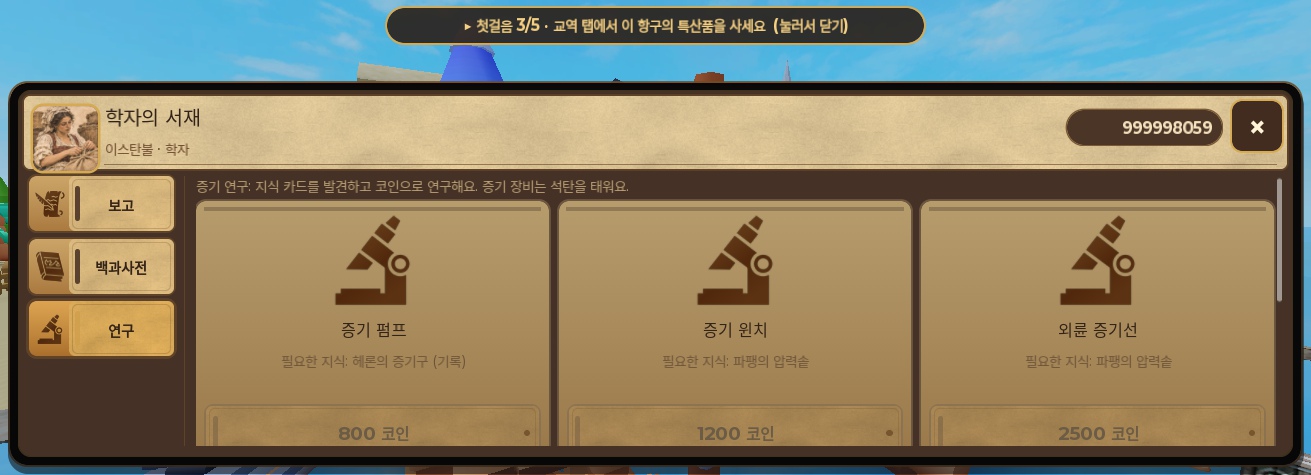 ▸ 첫걸음 3/5 · 교역 탭에서 이 항구의 특산품을 사세요 (눌러서 닫기)
학자의 서재
이스탄불 · 학자
999998059
×
보고
백과사전
연구
증기 연구: 지식 카드를 발견하고 코인으로 연구해요. 증기 장비는 석탄을 태워요.
증기 펌프
필요한 지식: 헤론의 증기구 (기록)
800 코인
증기 윈치
필요한 지식: 파팽의 압력솥
1200 코인
외륜 증기선
필요한 지식: 파팽의 압력솥
2500 코인